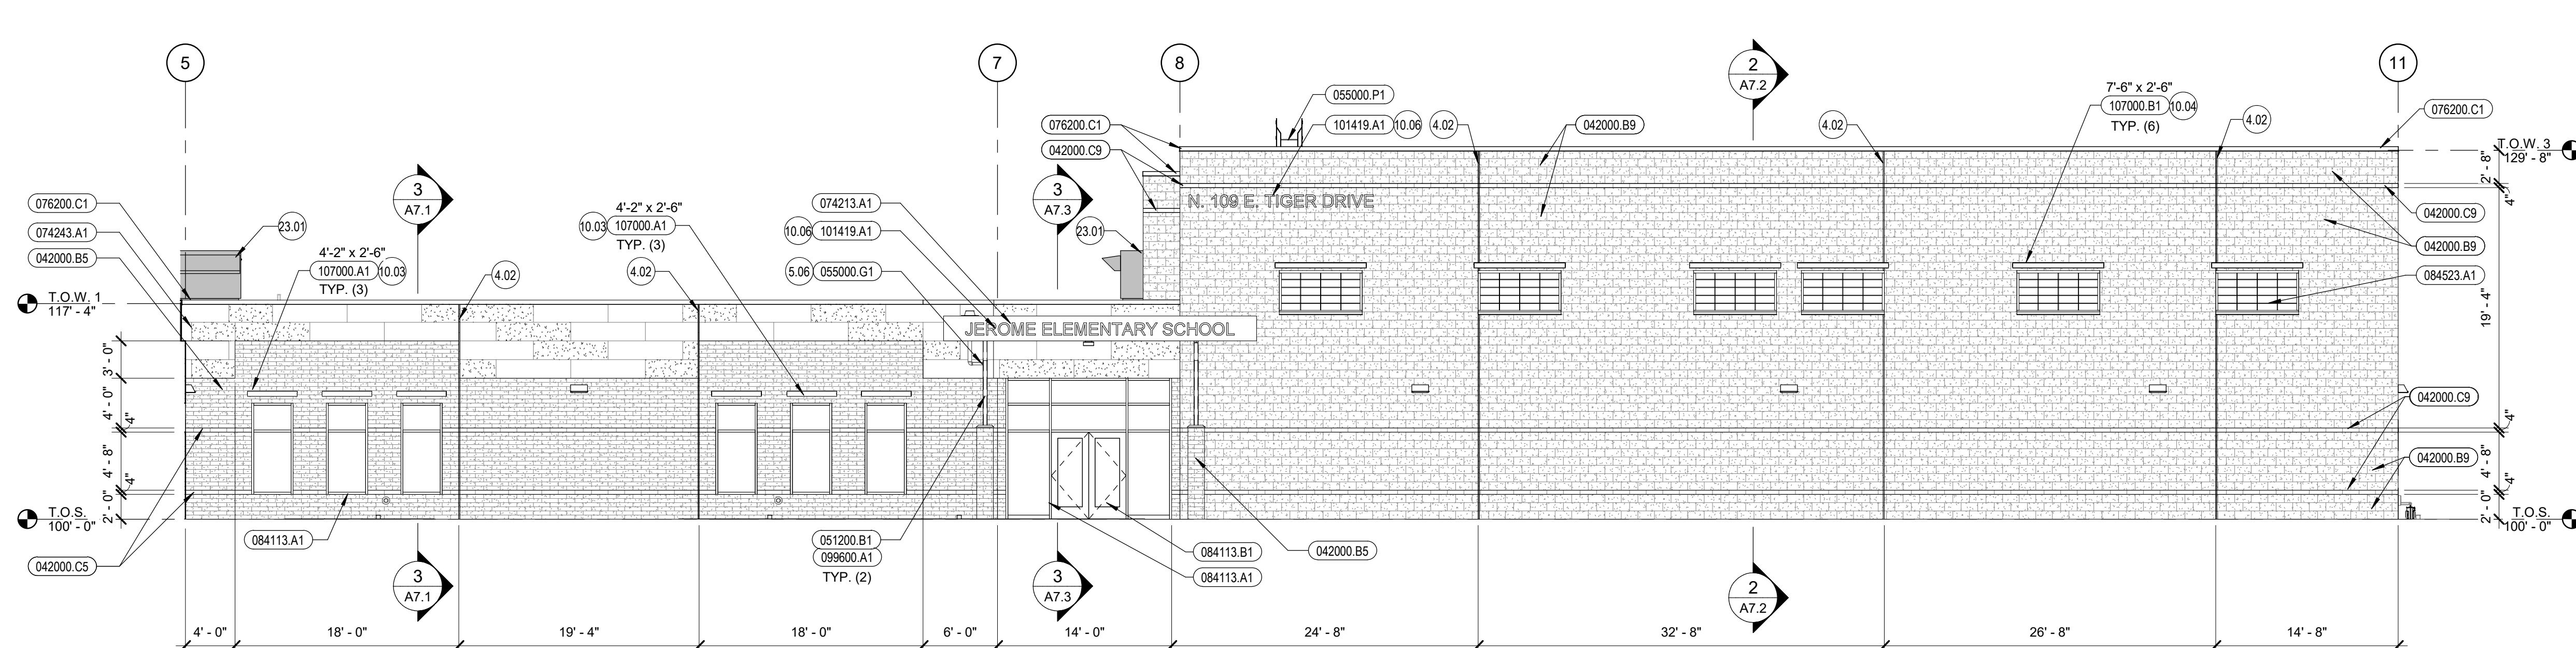 5
7
8
11
2
A7.2
055000.P1
7'-6" x 2'-6"
107000.B1 10.04
TYP. (6)
076200.C1
101419.A1 10.06
4.02
042000.B9
4.02
4.02
076200.C1
042000.C9
T.O.W. 3
129' - 8"
2' - 8"
4"
3
A7.1
3
A7.3
076200.C1
074243.A1
042000.B5
23.01
4'-2" x 2'-6"
107000.A1 10.03
TYP. (3)
4.02
4'-2" x 2'-6"
10.03 107000.A1
TYP. (3)
4.02
074213.A1
10.06 101419.A1
5.06 055000.G1
23.01
N. 109 E. TIGER DRIVE
042000.C9
042000.B9
084523.A1
19' - 4"
T.O.W. 1
117' - 4"
JEROME ELEMENTARY SCHOOL
3' - 0"
4' - 0"
4"
4' - 8"
4"
2' - 0"
042000.C9
4"
042000.B9
4' - 8"
4"
2' - 0"
T.O.S.
100' - 0"
T.O.S.
100' - 0"
042000.C5
084113.A1
051200.B1
099600.A1
TYP. (2)
084113.B1
084113.A1
042000.B5
3
A7.1
3
A7.3
2
A7.2
4' - 0"
18' - 0"
19' - 4"
18' - 0"
6' - 0"
14' - 0"
24' - 8"
32' - 8"
26' - 8"
14' - 8"